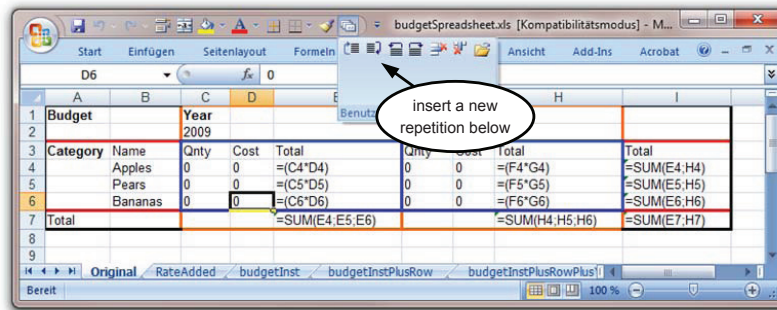 budgetSpreadsheet.xls [Kompatibilitätsmodus] - M...
Start Einfügen Seitenlayout Formeln Ansicht Add-Ins Acrobat
D6 fx 0
Benutz
insert a new
repetition below
A B C D E H I
1 Budget Year
2 2009
3 Category Name Qnty Cost Total Qnty Cost Total Total
4 Apples 0 0 =(C4*D4) 0 0 =(F4*G4) =SUM(E4;H4)
5 Pears 0 0 =(C5*D5) 0 0 =(F5*G5) =SUM(E5;H5)
6 Bananas 0 0 =(C6*D6) 0 0 =(F6*G6) =SUM(E6;H6)
7 Total =SUM(E4;E5;E6) =SUM(H4;H5;H6) =SUM(E7;H7)
8
9
Original RateAdded budgetInst budgetInstPlusRow budgetInstPlusRowPlus
Bereit 100 %